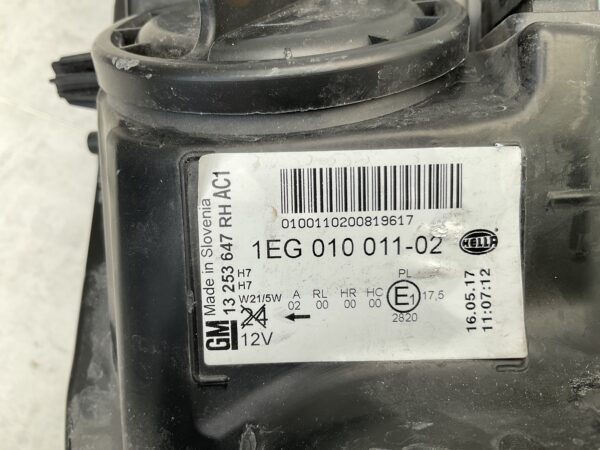 0100110200819617
1EG 010 011-02
HELLA
GM
Made in Slovenia
13 253 647 RH AC1
H7
H7
W21/5W
24
12V
A RL HR HC PL
02 00 00 00 E1 17,5
2820
16.05.17
11:07:12